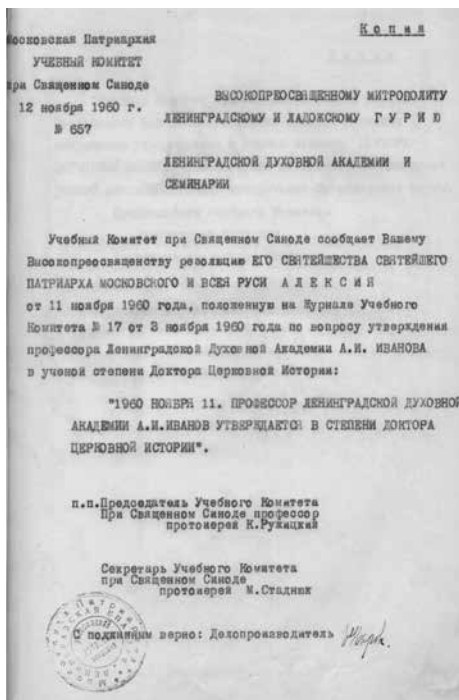 К о п и я
Московская Патриархия
УЧЕБНЫЙ КОМИТЕТ
при Священном Синоде
12 ноября 1960 г.
№ 657
ВЫСОКОПРЕОСВЯЩЕННОМУ МИТРОПОЛИТУ
ЛЕНИНГРАДСКОМУ И ЛАДОЖСКОМУ Г У Р И Ю
ЛЕНИНГРАДСКОЙ ДУХОВНОЙ АКАДЕМИИ И
СЕМИНАРИИ
Учебный Комитет при Священном Синоде сообщает Вашему
Высокопреосвященству резолюцию ЕГО СВЯТЕЙШЕСТВА СВЯТЕЙШЕГО
ПАТРИАРХА МОСКОВСКОГО И ВСЕЯ РУСИ А Л Е К С И Я
от 11 ноября 1960 года, положенную на Журнале Учебного
Комитета № 17 от 3 ноября 1960 года по вопросу утверждения
профессора Ленинградской Духовной Академии А.И. ИВАНОВА
в ученой степени Доктора Церковной Истории:
"1960 НОЯБРЯ 11. ПРОФЕССОР ЛЕНИНГРАДСКОЙ ДУХОВНОЙ
АКАДЕМИИ А.И.ИВАНОВ УТВЕРЖДАЕТСЯ В СТЕПЕНИ ДОКТОРА
ЦЕРКОВНОЙ ИСТОРИИ".
п.п.Председатель Учебного Комитета
При Священном Синоде профессор
протоиерей К.Ружицкий
Секретарь Учебного Комитета
при Священном Синоде
протоиерей М.Стаднюк
С подлинным верно: Делопроизводитель